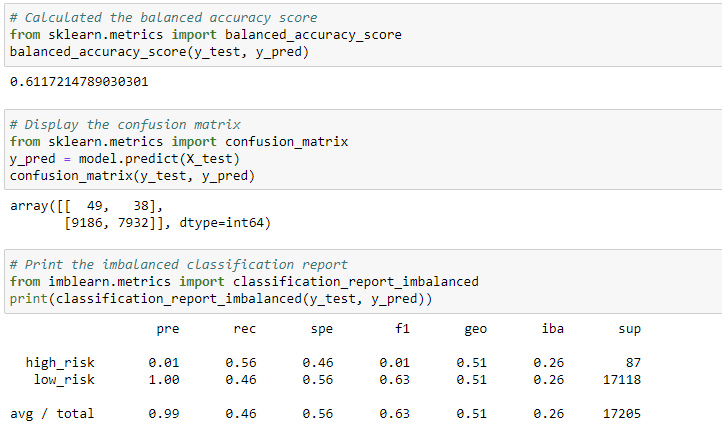 # Calculated the balanced accuracy score
from sklearn.metrics import balanced_accuracy_score
balanced_accuracy_score(y_test, y_pred)
0.6117214789030301
# Display the confusion matrix
from sklearn.metrics import confusion_matrix
y_pred = model.predict(X_test)
confusion_matrix(y_test, y_pred)
array([[  49,   38],
       [9186, 7932]], dtype=int64)
# Print the imbalanced classification report
from imblearn.metrics import classification_report_imbalanced
print(classification_report_imbalanced(y_test, y_pred))
pre rec spe f1 geo iba sup
high_risk 0.01 0.56 0.46 0.01 0.51 0.26 87
low_risk 1.00 0.46 0.56 0.63 0.51 0.26 17118
avg / total 0.99 0.46 0.56 0.63 0.51 0.26 17205